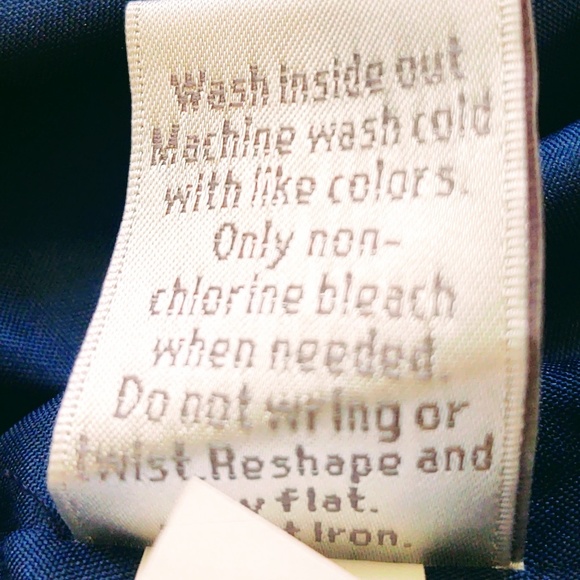 Wash inside out
Machine wash cold
with like colors.
Only non-
chlorine bleach
when needed.
Do not wring or
twist. Reshape and
flat.
Iron.